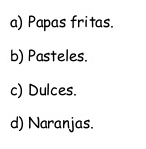 a) Papas fritas.
b) Pasteles.
c) Dulces.
d) Naranjas.